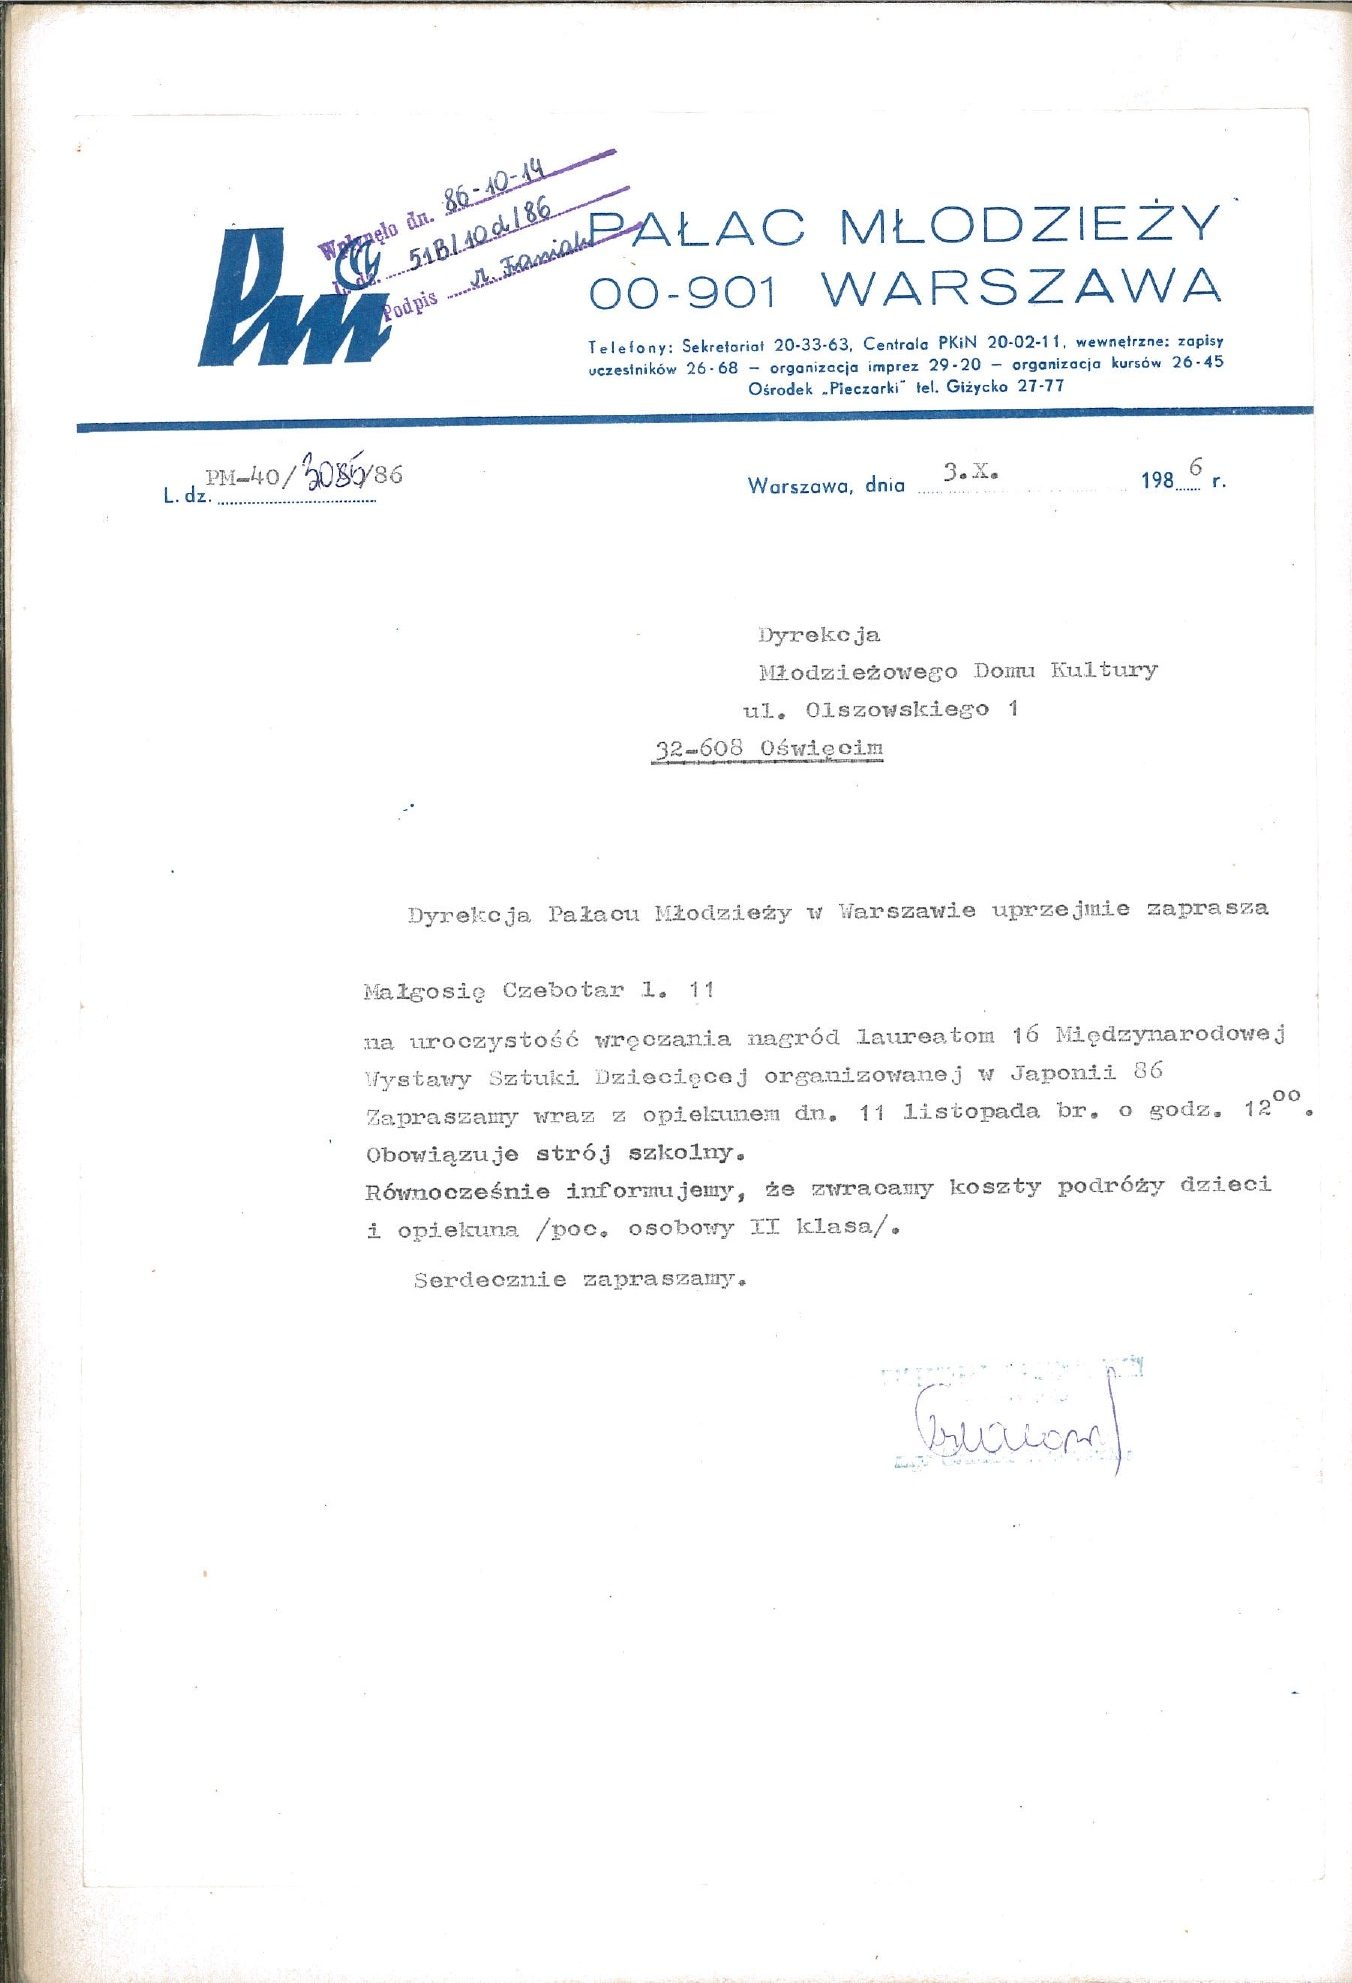 Wpłynęło dn. 86-10-14
L. dz. 51B/10d/86
Podpis
Pm
PAŁAC MŁODZIEŻY
00-901 WARSZAWA
Telefony: Sekretariat 20-33-63, Centrala PKiN 20-02-11, wewnętrzne: zapisy
uczestników 26-68 — organizacja imprez 29-20 — organizacja kursów 26-45
Ośrodek „Pieczarki" tel. Giżycko 27-77
L. dz. PM-40/3085/86
Warszawa, dnia 3.X. 1986 r.
Dyrekcja
Młodzieżowego Domu Kultury
ul. Olszowskiego 1
32-608 Oświęcim
Dyrekcja Pałacu Młodzieży w Warszawie uprzejmie zaprasza
Małgosię Czebotar l. 11
na uroczystość wręczania nagród laureatom 16 Międzynarodowej
Wystawy Sztuki Dziecięcej organizowanej w Japonii 86
Zapraszamy wraz z opiekunem dn. 11 listopada br. o godz. 12⁰⁰.
Obowiązuje strój szkolny.
Równocześnie informujemy, że zwracamy koszty podróży dzieci
i opiekuna /poc. osobowy II klasa/.
Serdecznie zapraszamy.